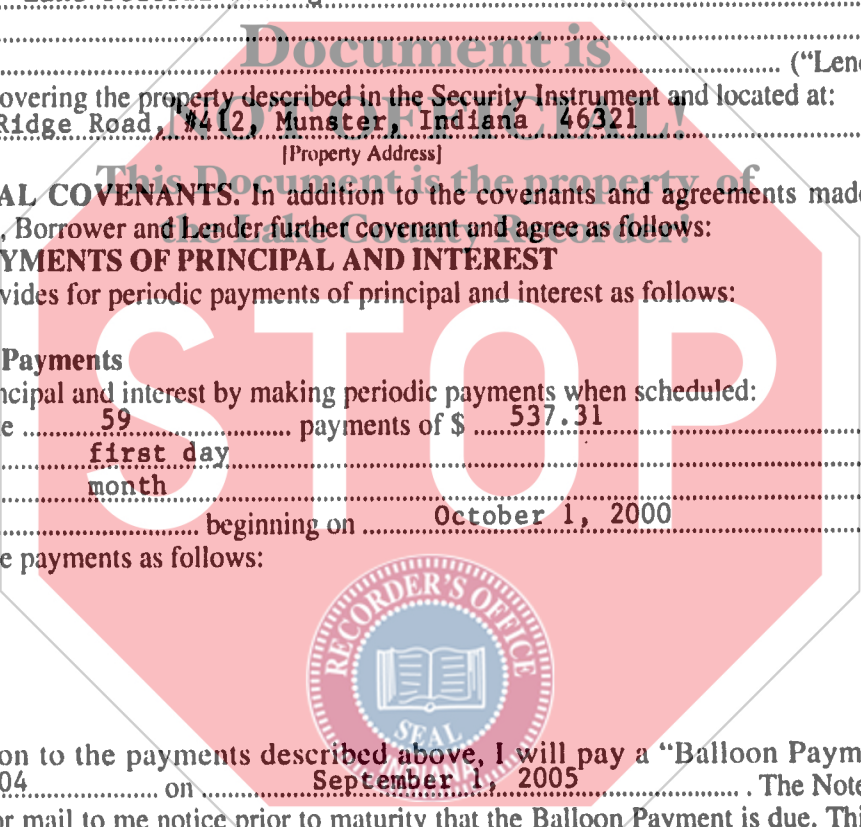 Document is
("Lend
overing the property described in the Security Instrument and located at:
NOT OFFICIAL!
Ridge Road, #412, Munster, Indiana 46321
[Property Address]
This Document is the property of
AL COVENANTS. In addition to the covenants and agreements made
, Borrower and Lender further covenant and agree as follows:
the Lake County Recorder!
YMENTS OF PRINCIPAL AND INTEREST
vides for periodic payments of principal and interest as follows:
STOP
Payments
ncipal and interest by making periodic payments when scheduled:
e 59 payments of $ 537.31
first day
month
beginning on October 1, 2000
e payments as follows:
RECORDER'S OFFICE
SEAL
INDIANA
on to the payments described above, I will pay a "Balloon Paym
04 on September 1, 2005 . The Note
or mail to me notice prior to maturity that the Balloon Payment is due. Thi